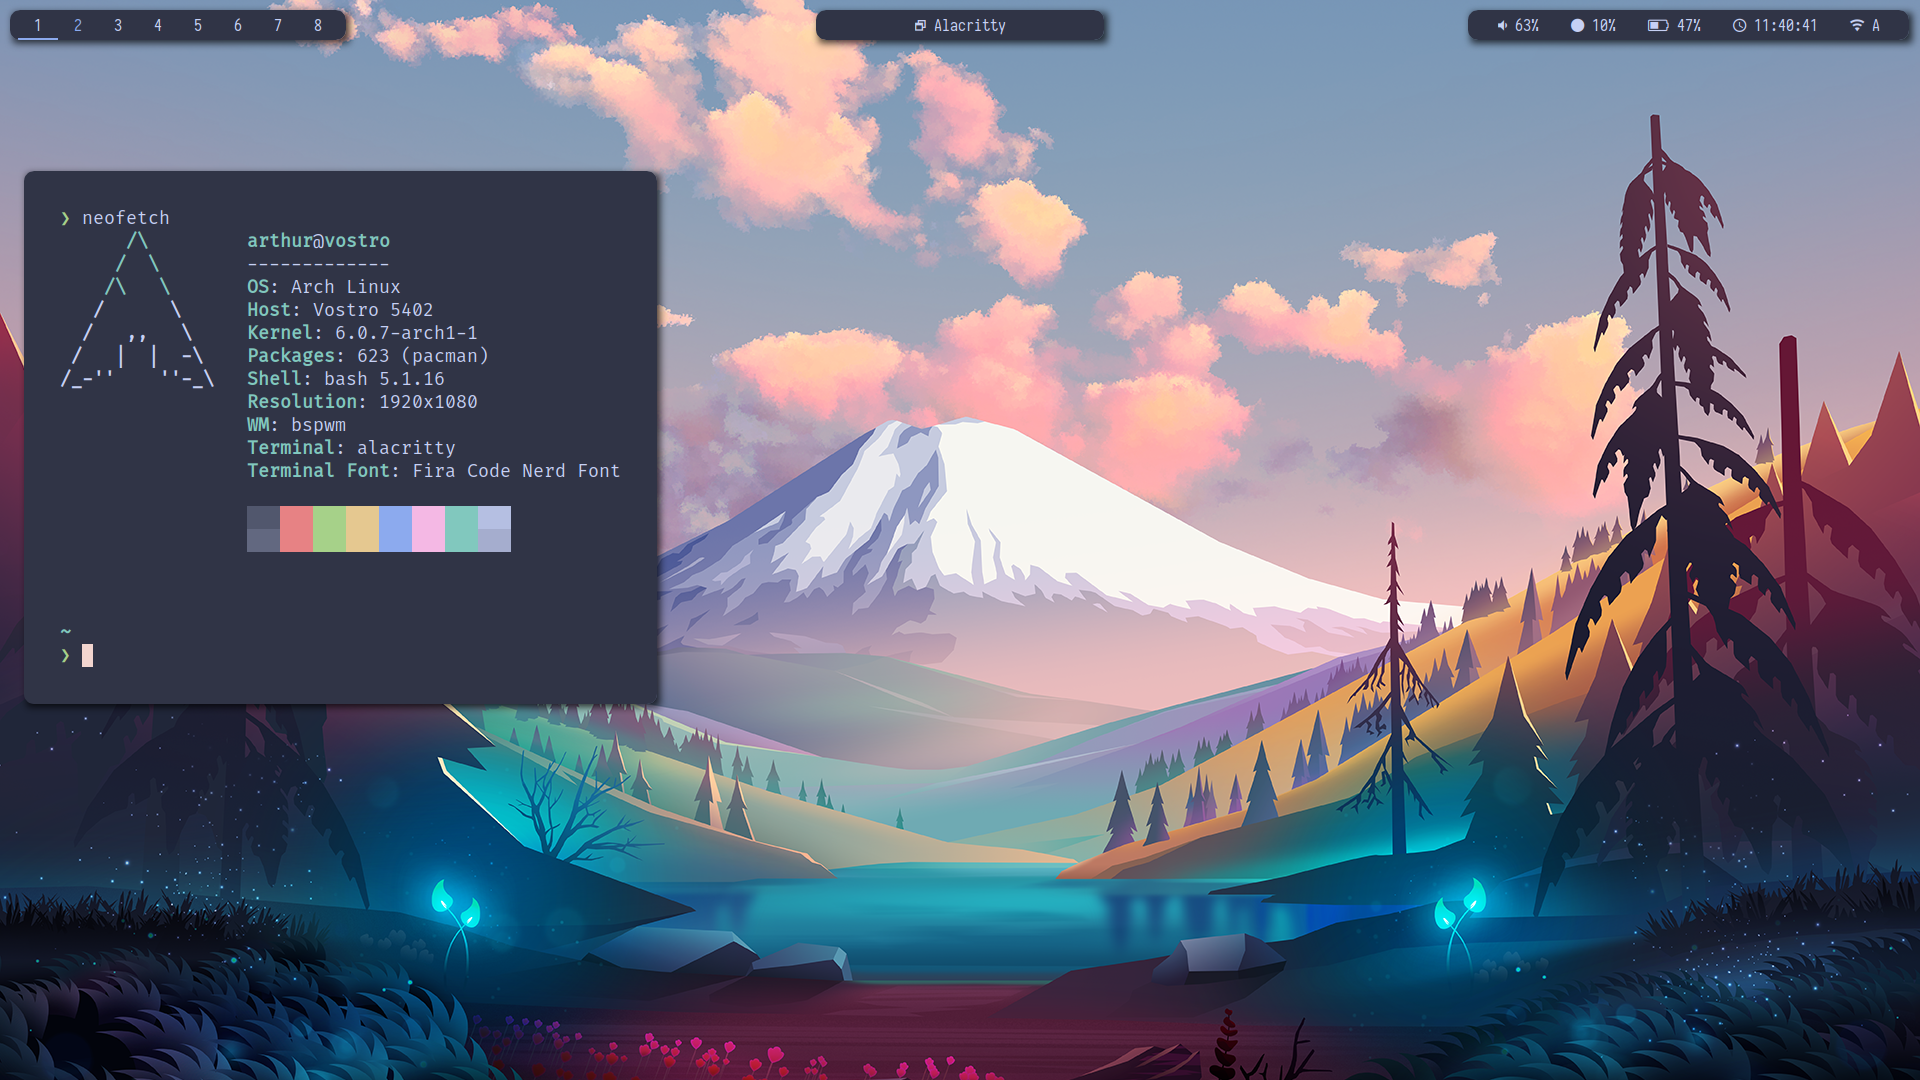 1 2 3 4 5 6 7 8
Alacritty
63% 10% 47% 11:40:41 A
❯ neofetch
arthur@vostro
-------------
OS: Arch Linux
Host: Vostro 5402
Kernel: 6.0.7-arch1-1
Packages: 623 (pacman)
Shell: bash 5.1.16
Resolution: 1920x1080
WM: bspwm
Terminal: alacritty
Terminal Font: Fira Code Nerd Font
~
❯